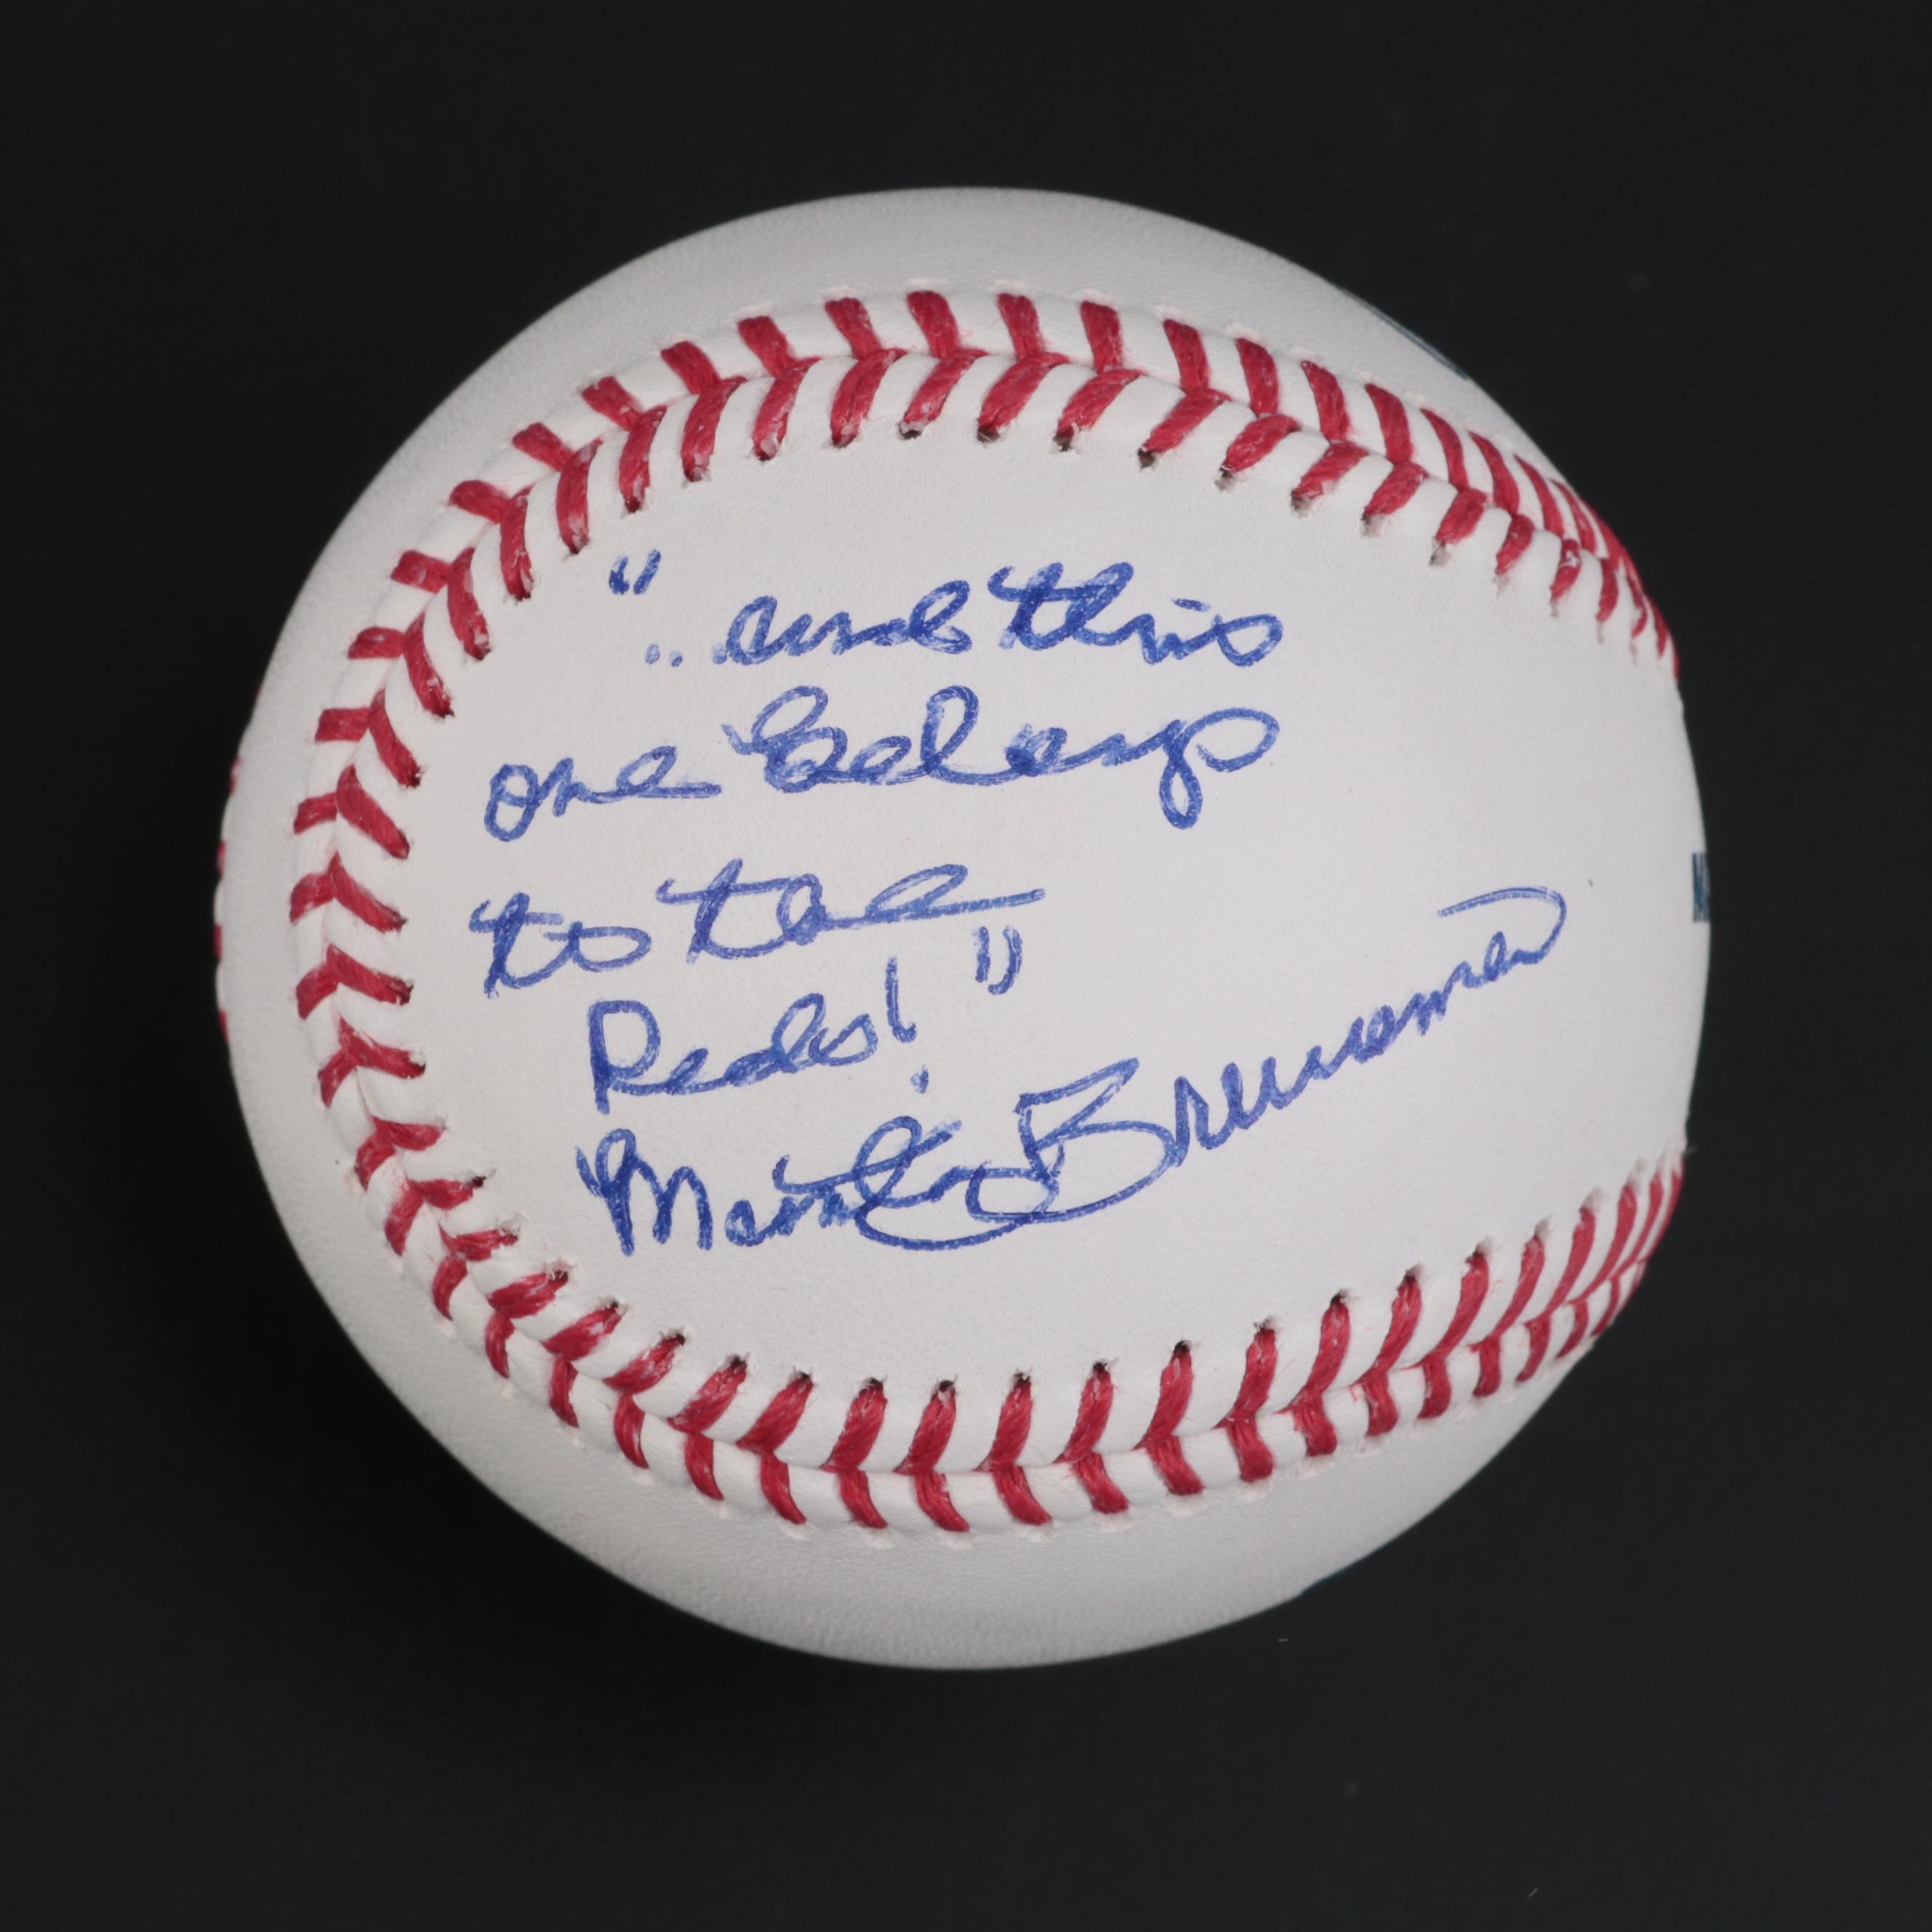 "...and this
one belongs
to the
Reds!"
Marty Brennaman